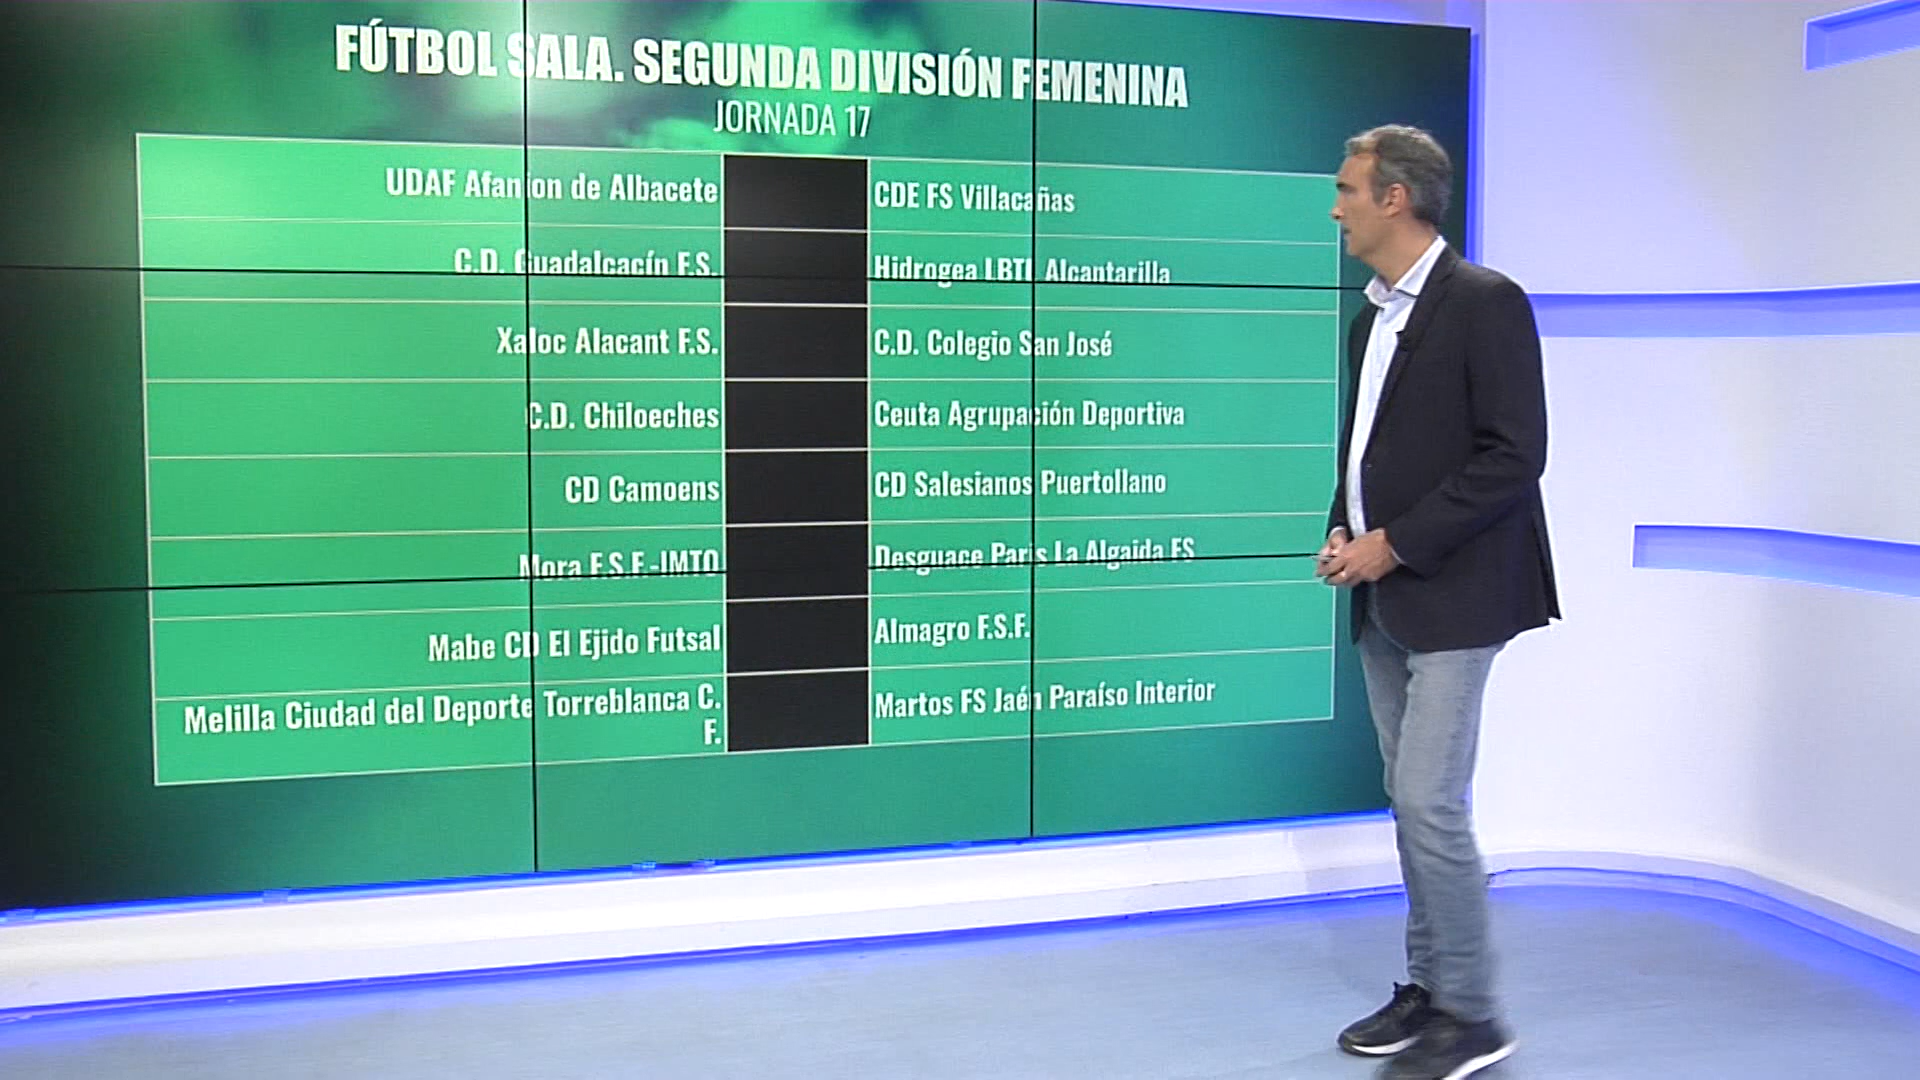 FÚTBOL SALA. SEGUNDA DIVISIÓN FEMENINA
JORNADA 17
UDAF Afanion de Albacete CDE FS Villacañas
C.D. Guadalcacín F.S. Hidrogea LBTL Alcantarilla
Xaloc Alacant F.S. C.D. Colegio San José
C.D. Chiloeches Ceuta Agrupación Deportiva
CD Camoens CD Salesianos Puertollano
Mora F.S.F.-IMTO Desguace Paris La Algaida FS
Mabe CD El Ejido Futsal Almagro F.S.F.
Melilla Ciudad del Deporte Torreblanca C. Martos FS Jaén Paraíso Interior
F.